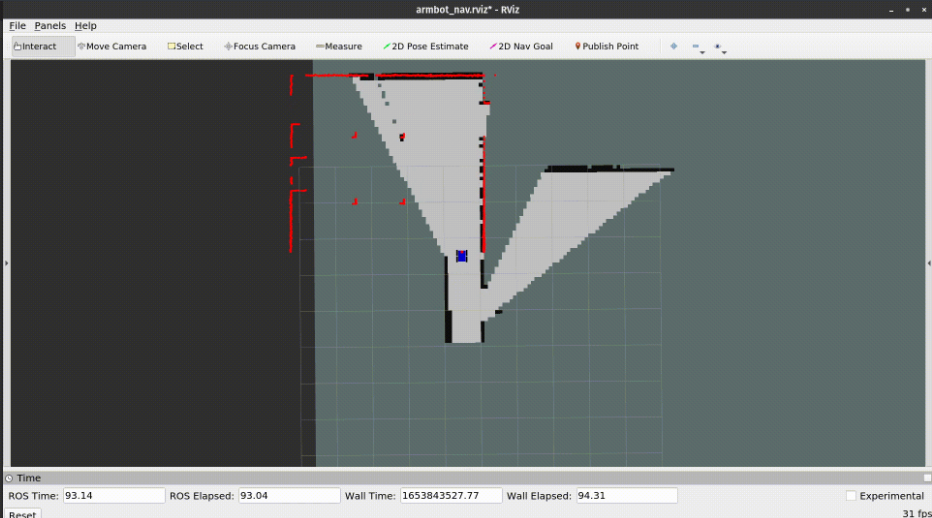 armbot_nav.rviz* - RViz
File Panels Help
Interact Move Camera Select Focus Camera Measure 2D Pose Estimate 2D Nav Goal Publish Point
Time
ROS Time: 93.14 ROS Elapsed: 93.04 Wall Time: 1653843527.77 Wall Elapsed: 94.31 Experimental
Reset 31 fps